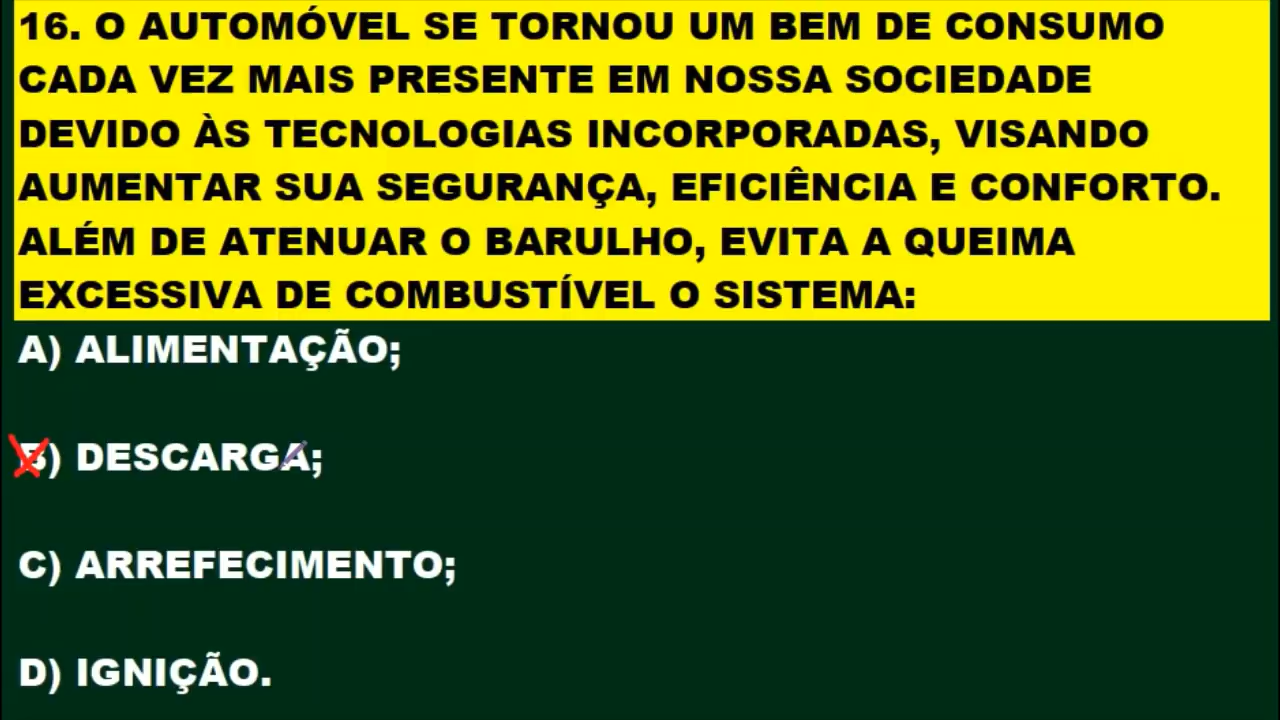 16. O AUTOMÓVEL SE TORNOU UM BEM DE CONSUMO
CADA VEZ MAIS PRESENTE EM NOSSA SOCIEDADE
DEVIDO ÀS TECNOLOGIAS INCORPORADAS, VISANDO
AUMENTAR SUA SEGURANÇA, EFICIÊNCIA E CONFORTO.
ALÉM DE ATENUAR O BARULHO, EVITA A QUEIMA
EXCESSIVA DE COMBUSTÍVEL O SISTEMA:
A) ALIMENTAÇÃO;
B) DESCARGA;
C) ARREFECIMENTO;
D) IGNIÇÃO.